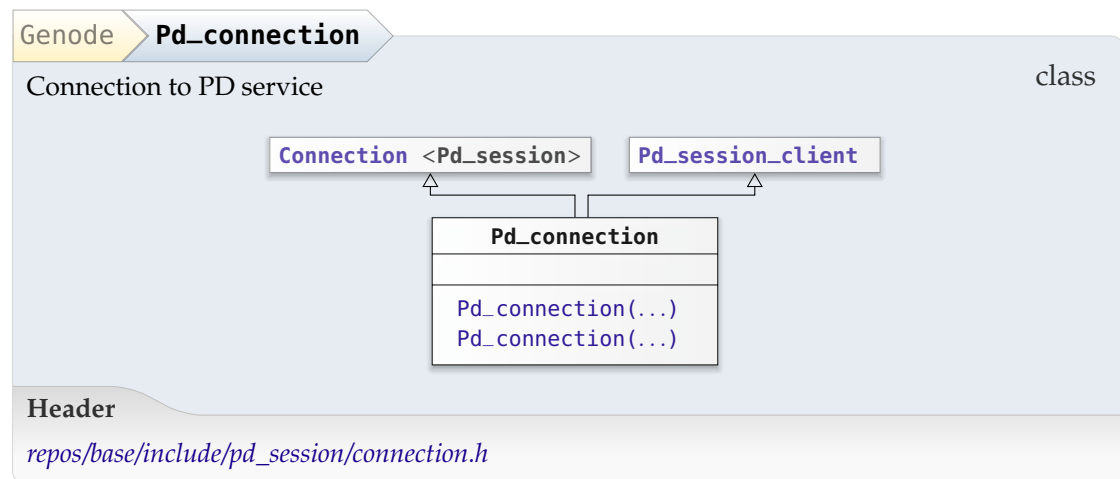 Genode Pd_connection
Connection to PD service
class
Connection <Pd_session> Pd_session_client
Pd_connection
Pd_connection(...)
Pd_connection(...)
Header
repos/base/include/pd_session/connection.h